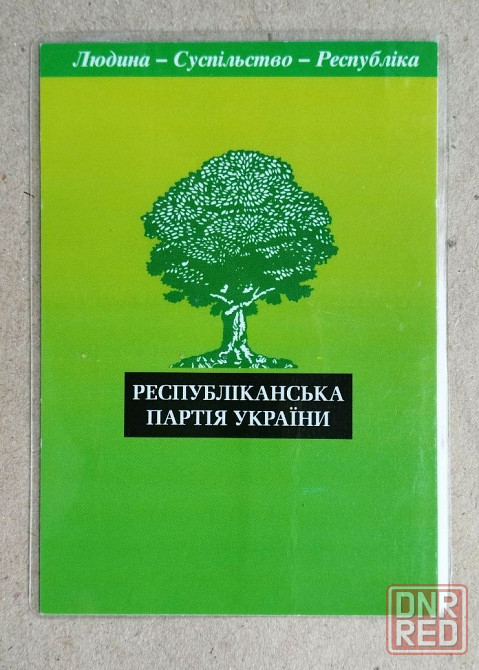 Людина – Суспільство – Республіка
РЕСПУБЛІКАНСЬКА
ПАРТІЯ УКРАЇНИ
DNR
RED